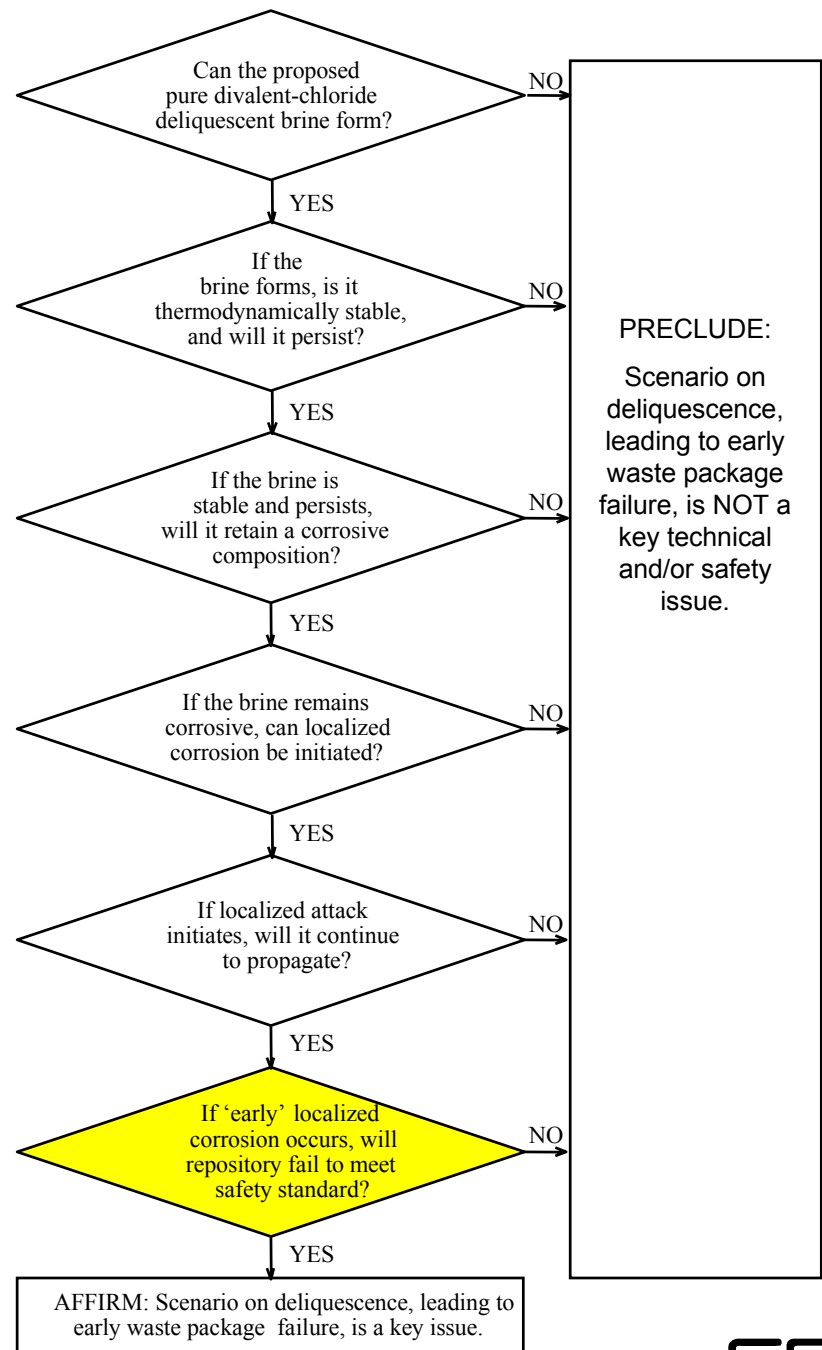 Can the proposed
pure divalent-chloride
deliquescent brine form?
NO
YES
If the
brine forms, is it
thermodynamically stable,
and will it persist?
NO
YES
If the brine is
stable and persists,
will it retain a corrosive
composition?
NO
YES
If the brine remains
corrosive, can localized
corrosion be initiated?
NO
YES
If localized attack
initiates, will it continue
to propagate?
NO
YES
If ‘early’ localized
corrosion occurs, will
repository fail to meet
safety standard?
NO
YES
AFFIRM: Scenario on deliquescence, leading to
early waste package failure, is a key issue.
PRECLUDE:
Scenario on
deliquescence,
leading to early
waste package
failure, is NOT a
key technical
and/or safety
issue.